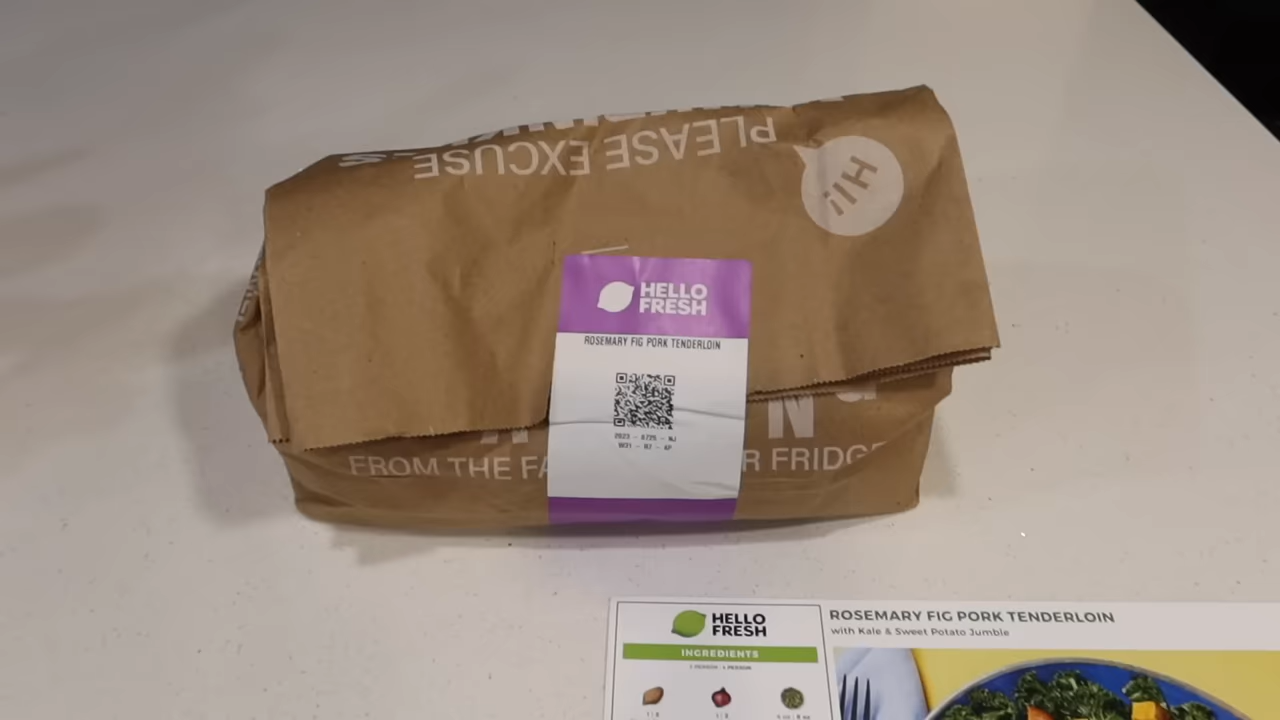 PLEASE EXCUSE
HI!
HELLO
FRESH
ROSEMARY FIG PORK TENDERLOIN
FROM THE FA
R FRIDGE
HELLO
FRESH
INGREDIENTS
ROSEMARY FIG PORK TENDERLOIN
with Kale & Sweet Potato Jumble